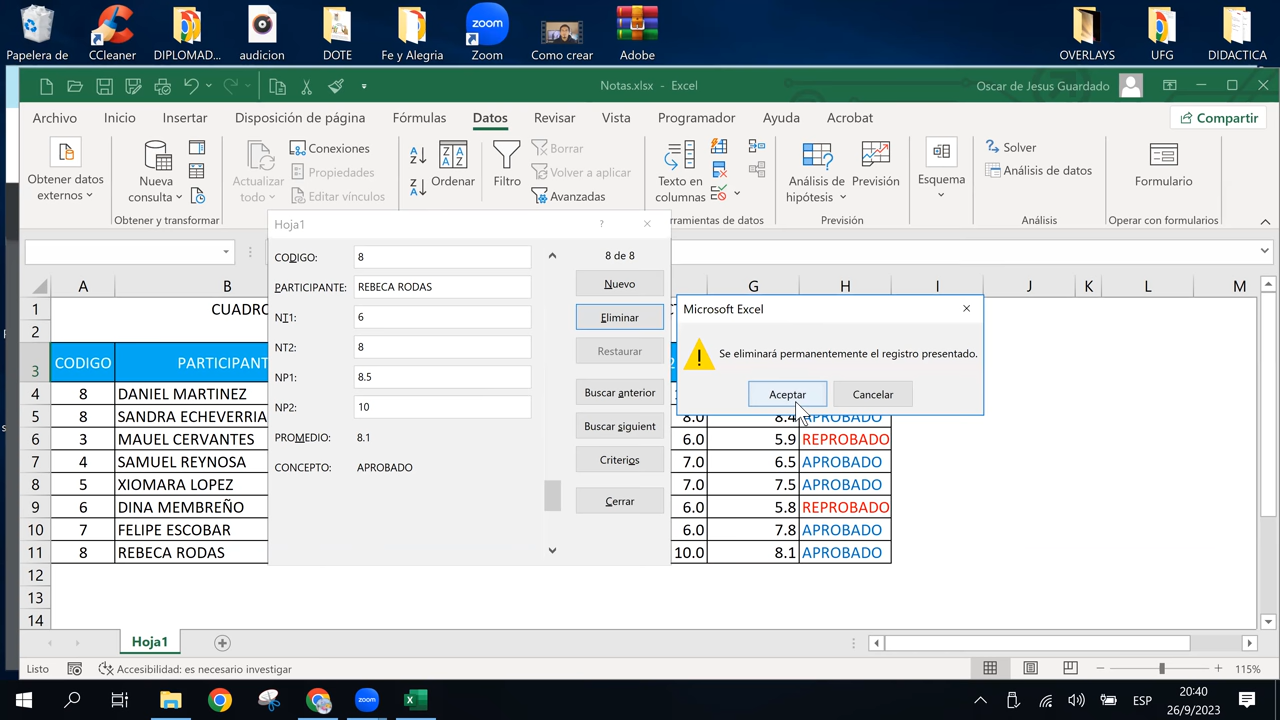 Papelera de
CCleaner
DIPLOMAD...
audicion
DOTE
Fe y Alegria
zoom
Zoom
Como crear
Adobe
OVERLAYS
UFG
DIDACTICA
Notas.xlsx - Excel
Oscar de Jesus Guardado
Archivo
Inicio
Insertar
Disposición de página
Fórmulas
Datos
Revisar
Vista
Programador
Ayuda
Acrobat
Compartir
Obtener datos
externos
Nueva
consulta
Actualizar
todo
Conexiones
Propiedades
Editar vínculos
Ordenar
Filtro
Borrar
Volver a aplicar
Avanzadas
Texto en
columnas
Análisis de
hipótesis
Previsión
Esquema
Solver
Análisis de datos
Formulario
Obtener y transformar
rramientas de datos
Previsión
Análisis
Operar con formularios
Hoja1
?
CODIGO: 8
PARTICIPANTE: REBECA RODAS
NT1: 6
NT2: 8
NP1: 8.5
NP2: 10
PROMEDIO: 8.1
CONCEPTO: APROBADO
8 de 8
Nuevo
Eliminar
Restaurar
Buscar anterior
Buscar siguient
Criterios
Cerrar
Microsoft Excel
Se eliminará permanentemente el registro presentado.
Aceptar
Cancelar
A B G H I J K L M
1 CUADRO
2
3 CODIGO PARTICIPANT
4 8 DANIEL MARTINEZ
5 8 SANDRA ECHEVERRIA 8.0 8.4 APROBADO
6 3 MAUEL CERVANTES 6.0 5.9 REPROBADO
7 4 SAMUEL REYNOSA 7.0 6.5 APROBADO
8 5 XIOMARA LOPEZ 7.0 7.5 APROBADO
9 6 DINA MEMBREÑO 6.0 5.8 REPROBADO
10 7 FELIPE ESCOBAR 6.0 7.8 APROBADO
11 8 REBECA RODAS 10.0 8.1 APROBADO
12
13
14
Hoja1
Listo
Accesibilidad: es necesario investigar
115%
zoom
ESP
20:40
26/9/2023